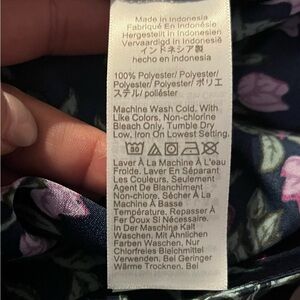 Made in Indonesia
Fabriqué En Indonésie
Hergestellt in Indonesien
Vervaardigd in Indonesië
インドネシア製
hecho en indonesia
100% Polyester/ Polyester/
Polyester/ Polyester/ ポリエ
ステル/ poliéster
Machine Wash Cold. With
Like Colors. Non-chlorine
Bleach Only. Tumble Dry
Low. Iron on Lowest Setting.
Laver À La Machine À L'eau
Froide. Laver En Séparant
Les Couleurs, Seulement
Agent De Blanchiment
Non-chlore. Sécher À La
Machine À Basse
Température. Repasser À
Fer Doux Si Nécessaire.
In Der Maschine Kalt
Waschen. Mit Ähnlichen
Farben Waschen. Nur
Chlorfreies Bleichmittel
Verwenden. Bei Geringer
Wärme Trocknen. Bei